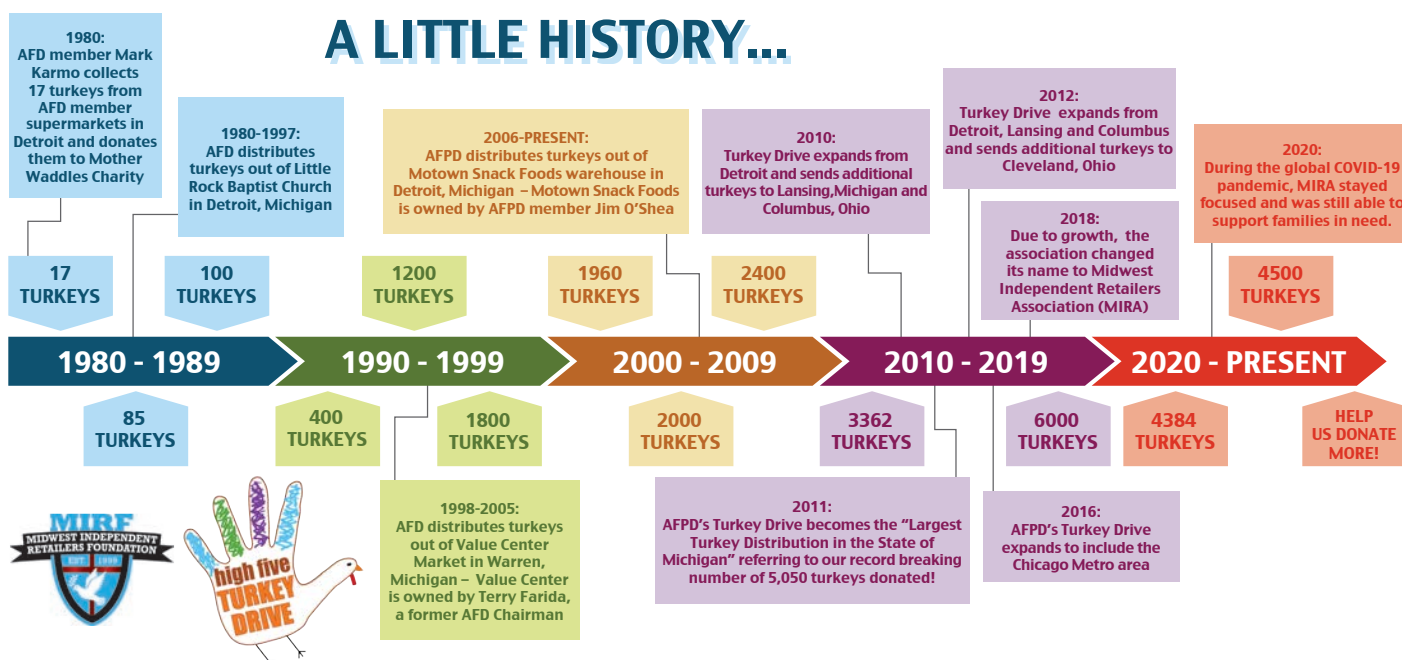 A LITTLE HISTORY...
1980:
AFD member Mark
Karmo collects
17 turkeys from
AFD member
supermarkets in
Detroit and donates
them to Mother
Waddles Charity
1980-1997:
AFD distributes
turkeys out of Little
Rock Baptist Church
in Detroit, Michigan
2006-PRESENT:
AFPD distributes turkeys out of
Motown Snack Foods warehouse in
Detroit, Michigan – Motown Snack Foods
is owned by AFPD member Jim O’Shea
2010:
Turkey Drive expands from
Detroit and sends additional
turkeys to Lansing,Michigan and
Columbus, Ohio
2012:
Turkey Drive expands from
Detroit, Lansing and Columbus
and sends additional turkeys to
Cleveland, Ohio
2018:
Due to growth, the
association changed
its name to Midwest
Independent Retailers
Association (MIRA)
2020:
During the global COVID-19
pandemic, MIRA stayed
focused and was still able to
support families in need.
17
TURKEYS
100
TURKEYS
1200
TURKEYS
1960
TURKEYS
2400
TURKEYS
4500
TURKEYS
1980 - 1989
1990 - 1999
2000 - 2009
2010 - 2019
2020 - PRESENT
85
TURKEYS
400
TURKEYS
1800
TURKEYS
2000
TURKEYS
3362
TURKEYS
6000
TURKEYS
4384
TURKEYS
HELP
US DONATE
MORE!
1998-2005:
AFD distributes turkeys
out of Value Center
Market in Warren,
Michigan – Value Center
is owned by Terry Farida,
a former AFD Chairman
2011:
AFPD’s Turkey Drive becomes the “Largest
Turkey Distribution in the State of
Michigan” referring to our record breaking
number of 5,050 turkeys donated!
2016:
AFPD’s Turkey Drive
expands to include the
Chicago Metro area
MIRF
MIDWEST INDEPENDENT
RETAILERS FOUNDATION
EST 1999
high five
TURKEY
DRIVE